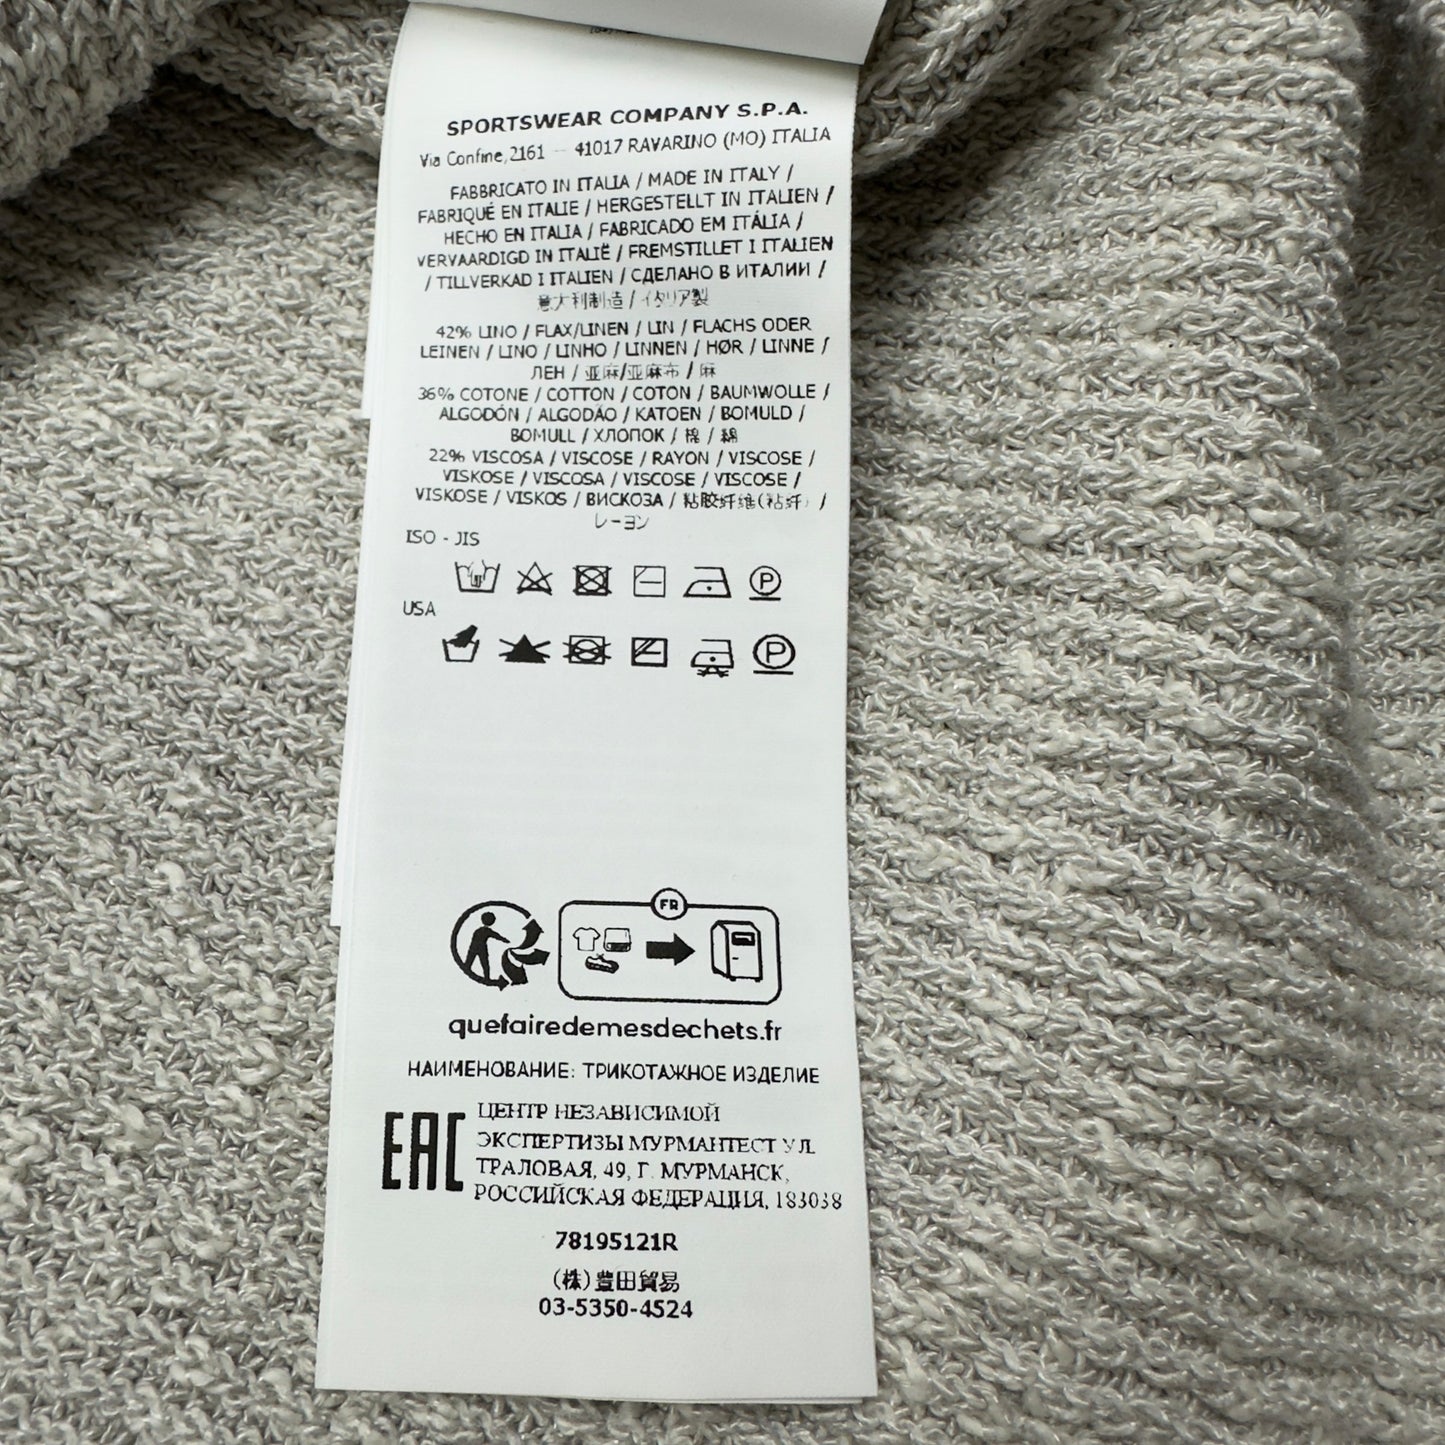 SPORTSWEAR COMPANY S.P.A.
Via Confine,2161 – 41017 RAVARINO (MO) ITALIA
FABBRICATO IN ITALIA / MADE IN ITALY /
FABRIQUÉ EN ITALIE / HERGESTELLT IN ITALIEN /
HECHO EN ITALIA / FABRICADO EM ITÁLIA /
VERVAARDIGD IN ITALIË / FREMSTILLET I ITALIEN
/ TILLVERKAD I ITALIEN / СДЕЛАНО В ИТАЛИИ /
意大利制造 / イタリア製
42% LINO / FLAX/LINEN / LIN / FLACHS ODER
LEINEN / LINO / LINHO / LINNEN / HØR / LINNE /
ЛЕН / 亚麻/亚麻布 / 麻
36% COTONE / COTTON / COTON / BAUMWOLLE /
ALGODÓN / ALGODÃO / KATOEN / BOMULD /
BOMULL / ХЛОПОК / 棉 / 綿
22% VISCOSA / VISCOSE / RAYON / VISCOSE /
VISKOSE / VISCOSA / VISCOSE / VISCOSE /
VISKOSE / VISKOS / ВИСКОЗА / 粘胶纤维(粘纤) /
レーヨン
ISO - JIS
P
USA
P
FR
quefairedemesdechets.fr
НАИМЕНОВАНИЕ: ТРИКОТАЖНОЕ ИЗДЕЛИЕ
EAC
ЦЕНТР НЕЗАВИСИМОЙ
ЭКСПЕРТИЗЫ МУРМАНТЕСТ УЛ.
ТРАЛОВАЯ, 49, Г. МУРМАНСК,
РОССИЙСКАЯ ФЕДЕРАЦИЯ, 183038
78195121R
(株)豊田貿易
03-5350-4524